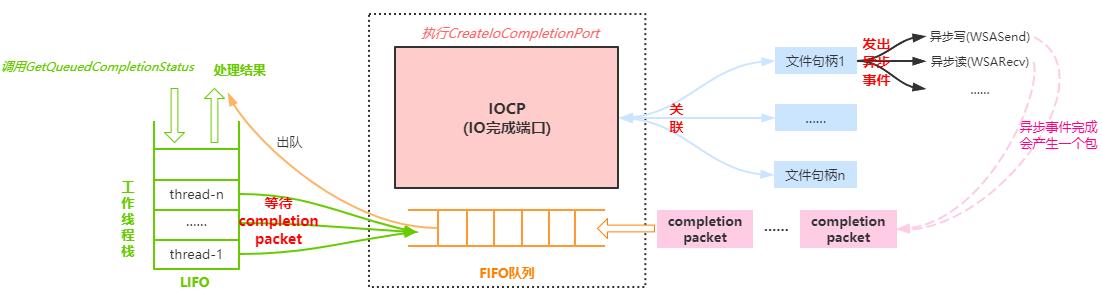 调用GetQueuedCompletionStatus
处理结果
出队
工作线程栈
thread-n
......
thread-1
LIFO
等待
completion
packet
执行CreateIoCompletionPort
IOCP
(IO完成端口)
FIFO队列
关
联
文件句柄1
......
文件句柄n
发出
异步
事件
异步写(WSASend)
异步读(WSARecv)
......
异步事件完成
会产生一个包
completion
packet
......
completion
packet